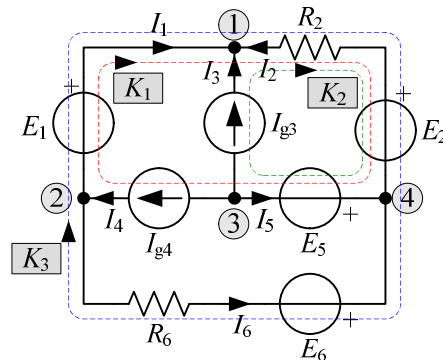 1
I1 R2
I3 I2
K1 K2
+ +
E1 Ig3 E2
2 3 4
I4 Ig4 I5 E5 +
K3
R6 I6 E6 +